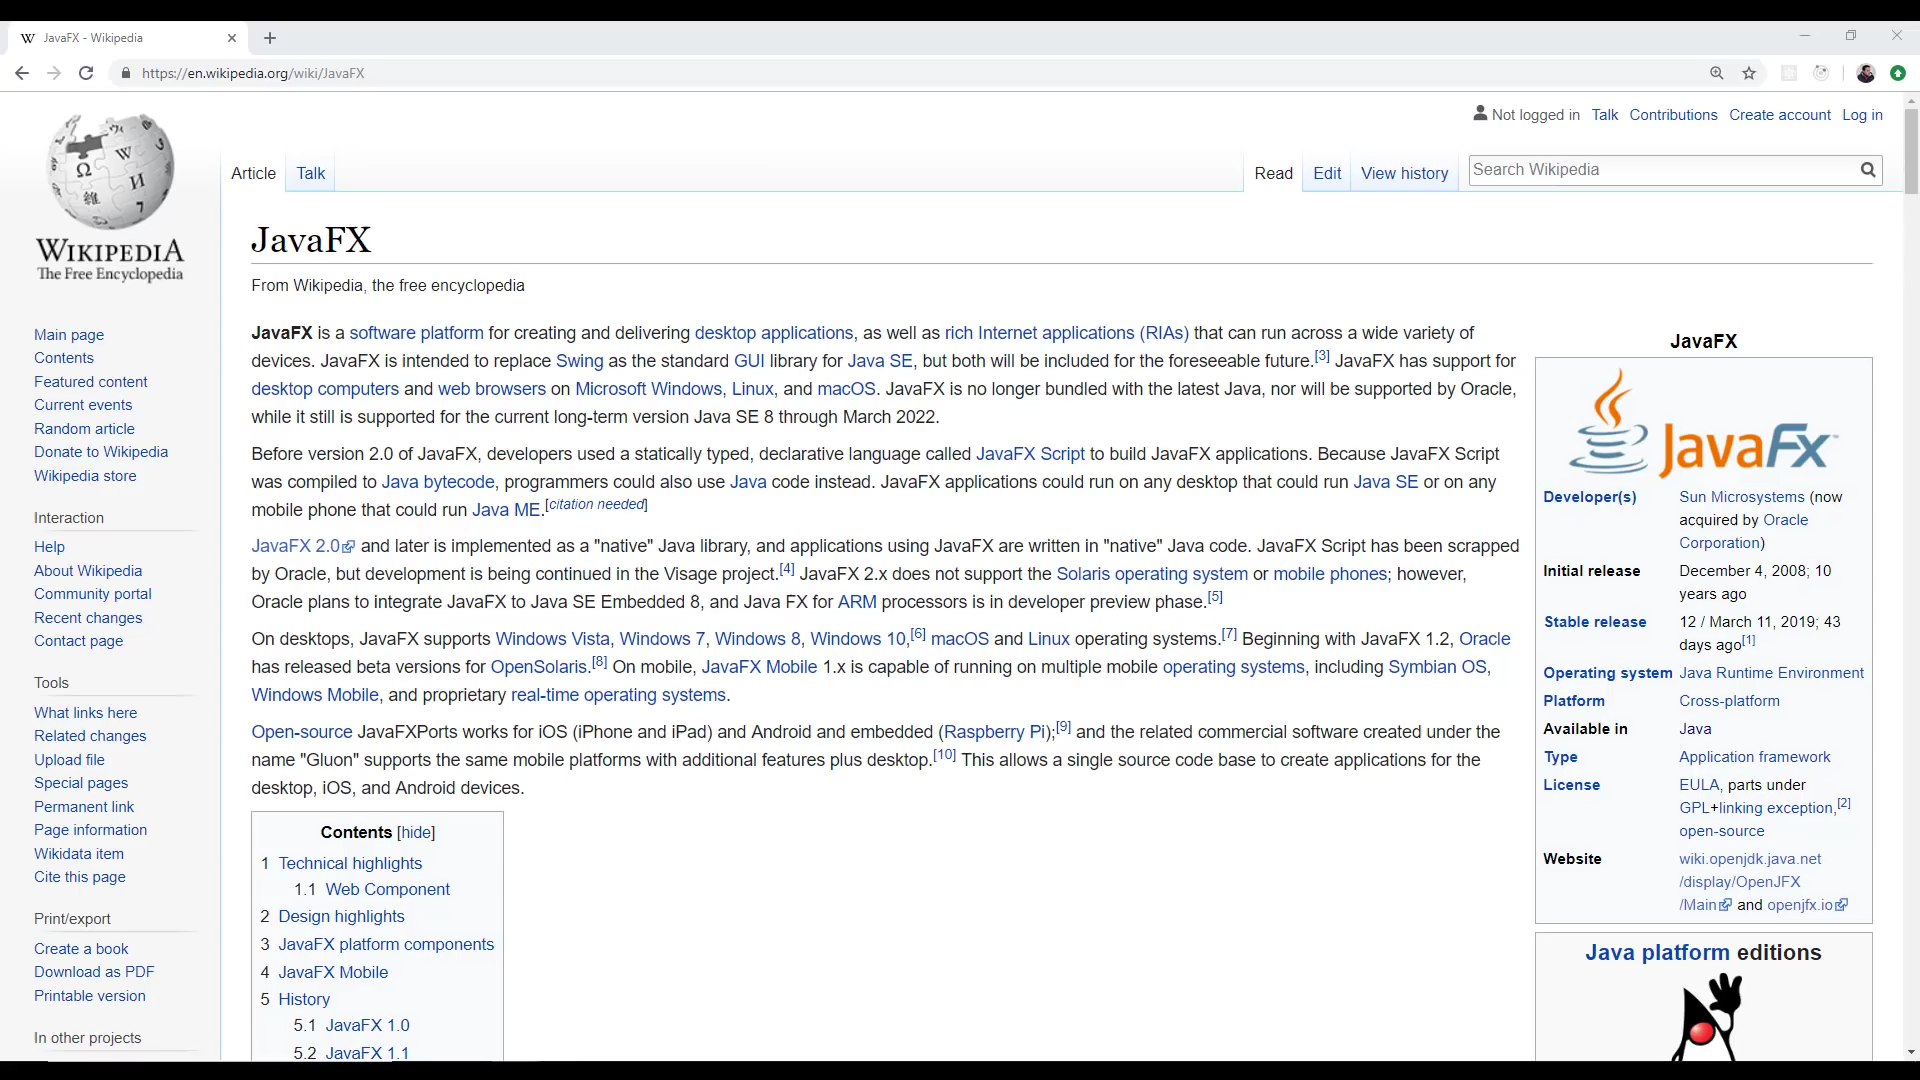 JavaFX - Wikipedia
https://en.wikipedia.org/wiki/JavaFX
Not logged in Talk Contributions Create account Log in
Article Talk Read Edit View history Search Wikipedia
WIKIPEDIA
The Free Encyclopedia
Main page
Contents
Featured content
Current events
Random article
Donate to Wikipedia
Wikipedia store
Interaction
Help
About Wikipedia
Community portal
Recent changes
Contact page
Tools
What links here
Related changes
Upload file
Special pages
Permanent link
Page information
Wikidata item
Cite this page
Print/export
Create a book
Download as PDF
Printable version
In other projects
JavaFX
From Wikipedia, the free encyclopedia
JavaFX is a software platform for creating and delivering desktop applications, as well as rich Internet applications (RIAs) that can run across a wide variety of
devices. JavaFX is intended to replace Swing as the standard GUI library for Java SE, but both will be included for the foreseeable future.[3] JavaFX has support for
desktop computers and web browsers on Microsoft Windows, Linux, and macOS. JavaFX is no longer bundled with the latest Java, nor will be supported by Oracle,
while it still is supported for the current long-term version Java SE 8 through March 2022.
Before version 2.0 of JavaFX, developers used a statically typed, declarative language called JavaFX Script to build JavaFX applications. Because JavaFX Script
was compiled to Java bytecode, programmers could also use Java code instead. JavaFX applications could run on any desktop that could run Java SE or on any
mobile phone that could run Java ME.[citation needed]
JavaFX 2.0 and later is implemented as a "native" Java library, and applications using JavaFX are written in "native" Java code. JavaFX Script has been scrapped
by Oracle, but development is being continued in the Visage project.[4] JavaFX 2.x does not support the Solaris operating system or mobile phones; however,
Oracle plans to integrate JavaFX to Java SE Embedded 8, and Java FX for ARM processors is in developer preview phase.[5]
On desktops, JavaFX supports Windows Vista, Windows 7, Windows 8, Windows 10,[6] macOS and Linux operating systems.[7] Beginning with JavaFX 1.2, Oracle
has released beta versions for OpenSolaris.[8] On mobile, JavaFX Mobile 1.x is capable of running on multiple mobile operating systems, including Symbian OS,
Windows Mobile, and proprietary real-time operating systems.
Open-source JavaFXPorts works for iOS (iPhone and iPad) and Android and embedded (Raspberry Pi);[9] and the related commercial software created under the
name "Gluon" supports the same mobile platforms with additional features plus desktop.[10] This allows a single source code base to create applications for the
desktop, iOS, and Android devices.
Contents [hide]
1 Technical highlights
1.1 Web Component
2 Design highlights
3 JavaFX platform components
4 JavaFX Mobile
5 History
5.1 JavaFX 1.0
5.2 JavaFX 1.1
JavaFX
JavaFX™
Developer(s) Sun Microsystems (now
acquired by Oracle
Corporation)
Initial release December 4, 2008; 10
years ago
Stable release 12 / March 11, 2019; 43
days ago[1]
Operating system Java Runtime Environment
Platform Cross-platform
Available in Java
Type Application framework
License EULA, parts under
GPL+linking exception,[2]
open-source
Website wiki.openjdk.java.net
/display/OpenJFX
/Main and openjfx.io
Java platform editions